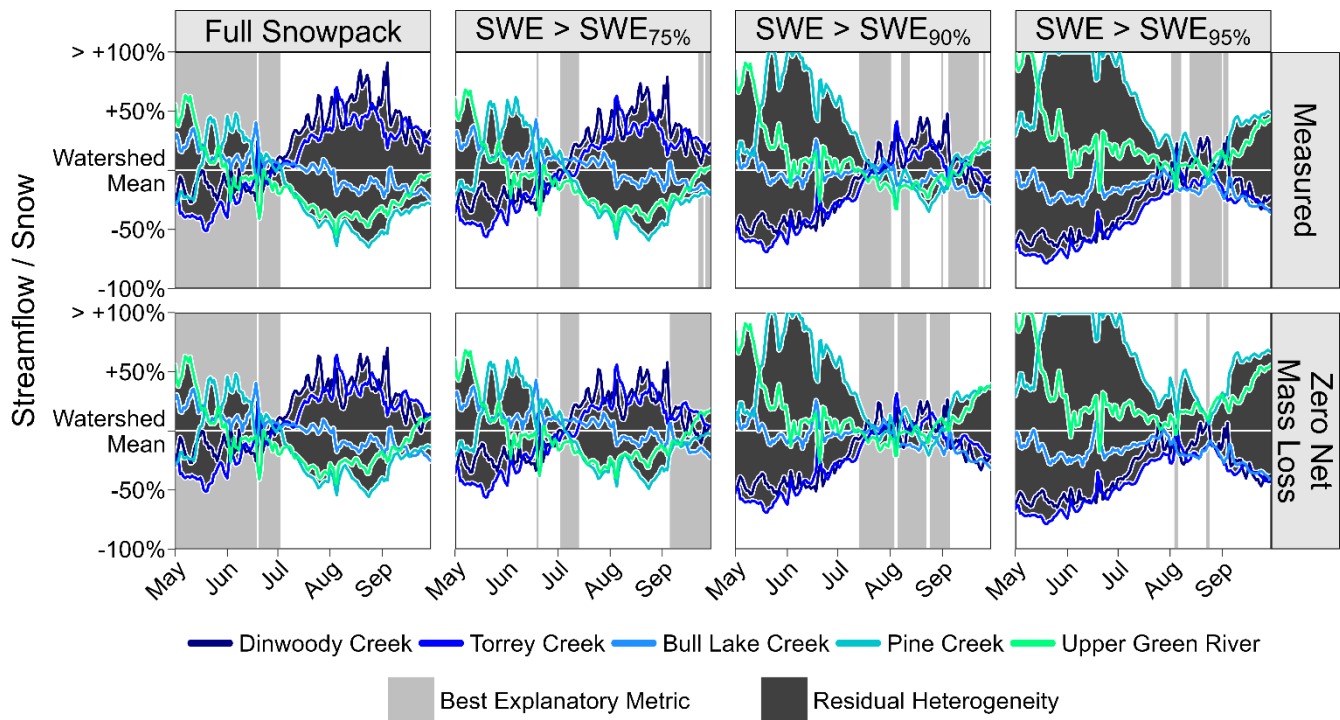 Full Snowpack
SWE > SWE75%
SWE > SWE90%
SWE > SWE95%
Streamflow / Snow
> +100%
+50%
Watershed
Mean
-50%
-100%
Measured
> +100%
+50%
Watershed
Mean
-50%
-100%
Zero Net
Mass Loss
May Jun Jul Aug Sep
May Jun Jul Aug Sep
May Jun Jul Aug Sep
May Jun Jul Aug Sep
Dinwoody Creek Torrey Creek Bull Lake Creek Pine Creek Upper Green River
Best Explanatory Metric Residual Heterogeneity